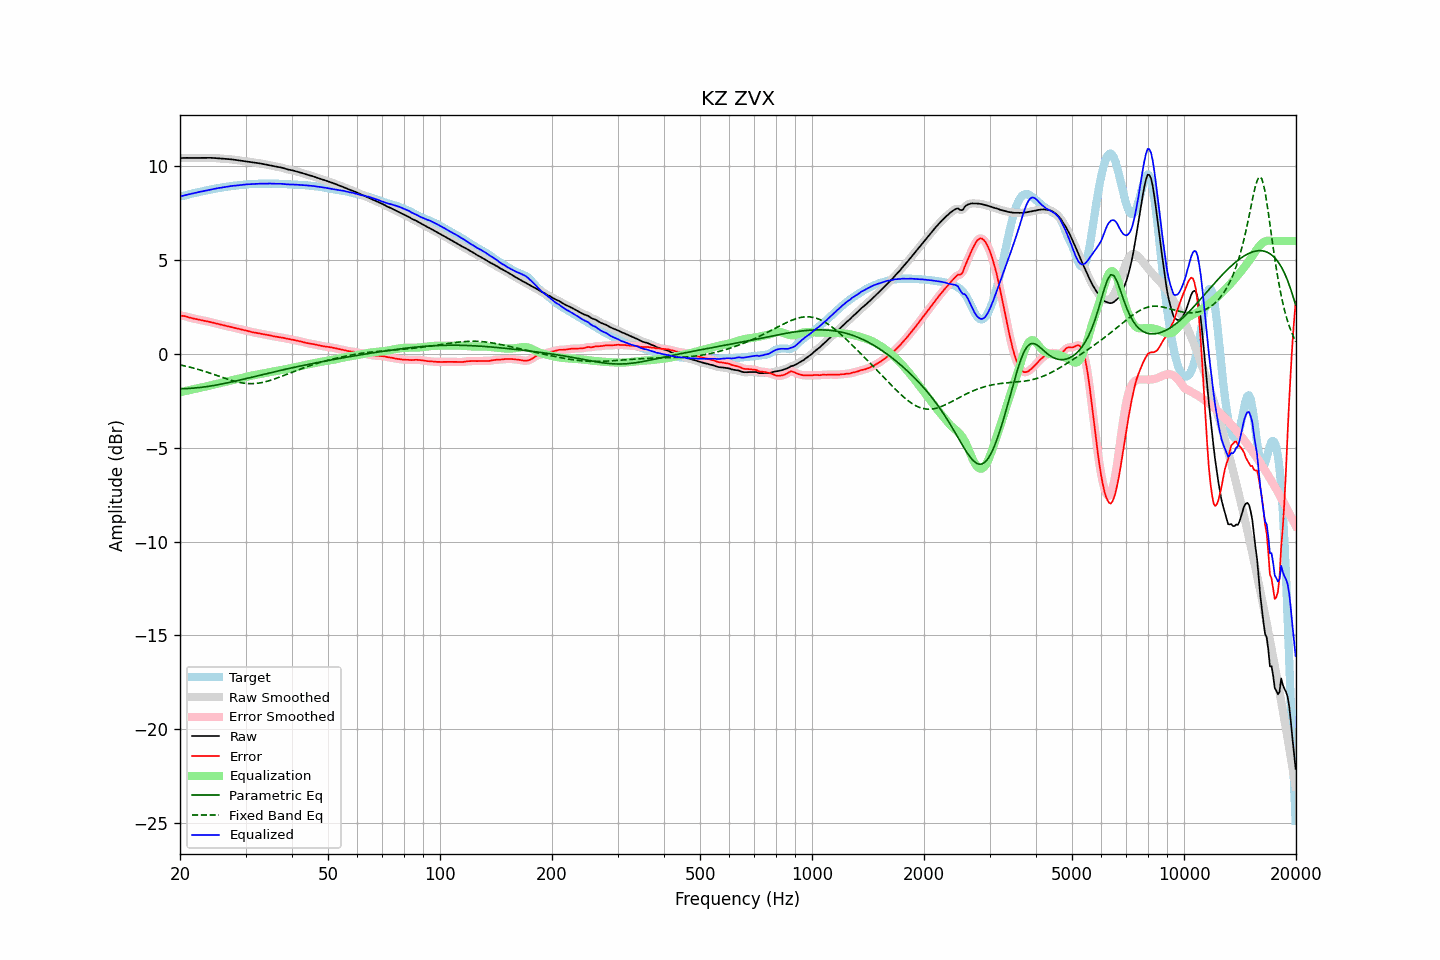 KZ ZVX
Amplitude (dBr)
10
5
0
−5
−10
−15
−20
−25
Target
Raw Smoothed
Error Smoothed
Raw
Error
Equalization
Parametric Eq
Fixed Band Eq
Equalized
20 50 100 200 500 1000 2000 5000 10000 20000
Frequency (Hz)